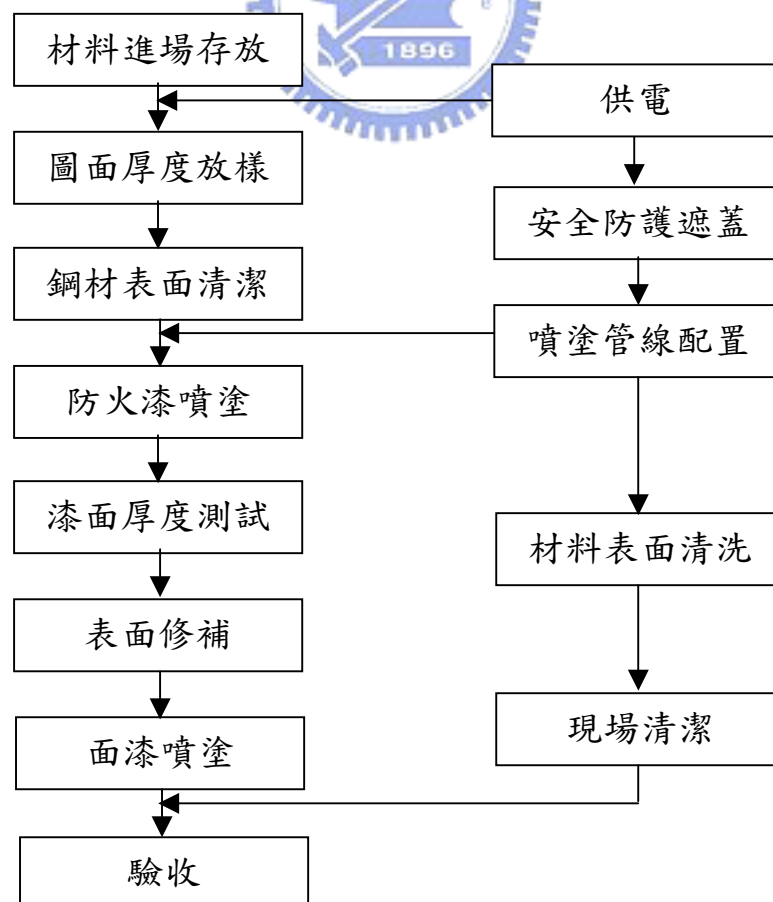 1896
材料進場存放
供電
圖面厚度放樣
安全防護遮蓋
鋼材表面清潔
噴塗管線配置
防火漆噴塗
漆面厚度測試
材料表面清洗
表面修補
面漆噴塗
現場清潔
驗收